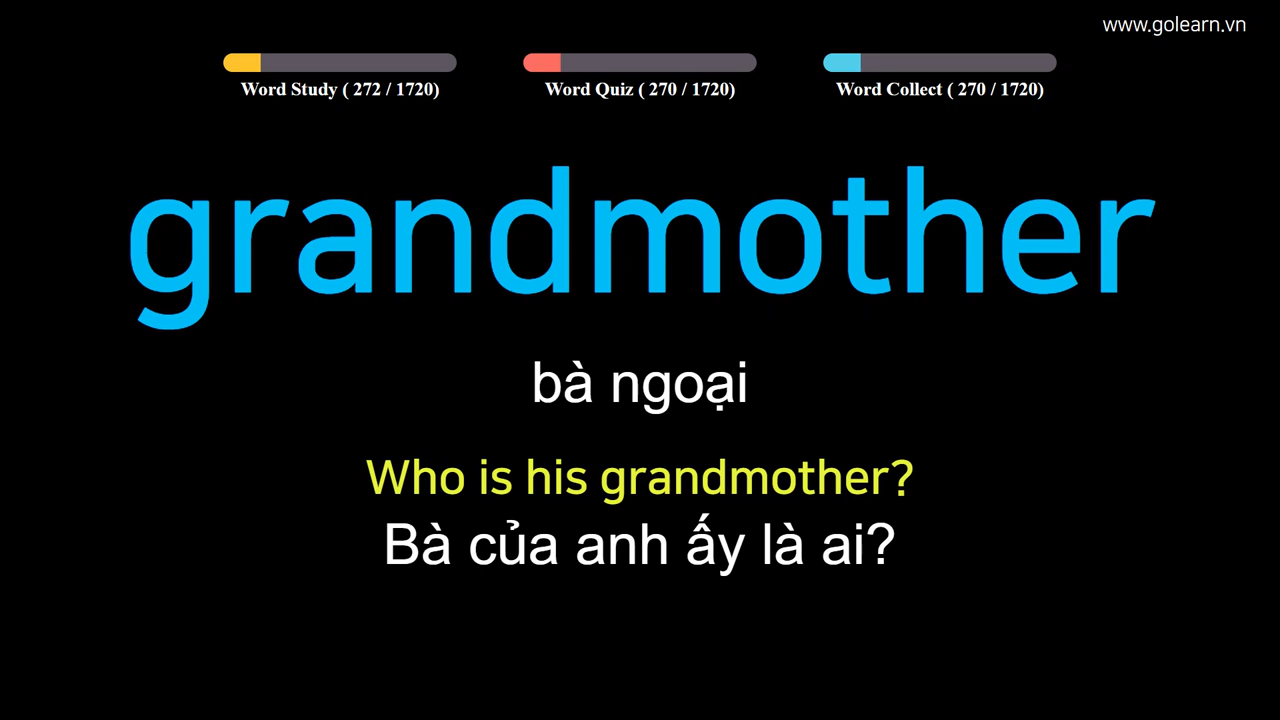 www.golearn.vn
Word Study ( 272 / 1720)
Word Quiz ( 270 / 1720)
Word Collect ( 270 / 1720)
grandmother
bà ngoại
Who is his grandmother?
Bà của anh ấy là ai?